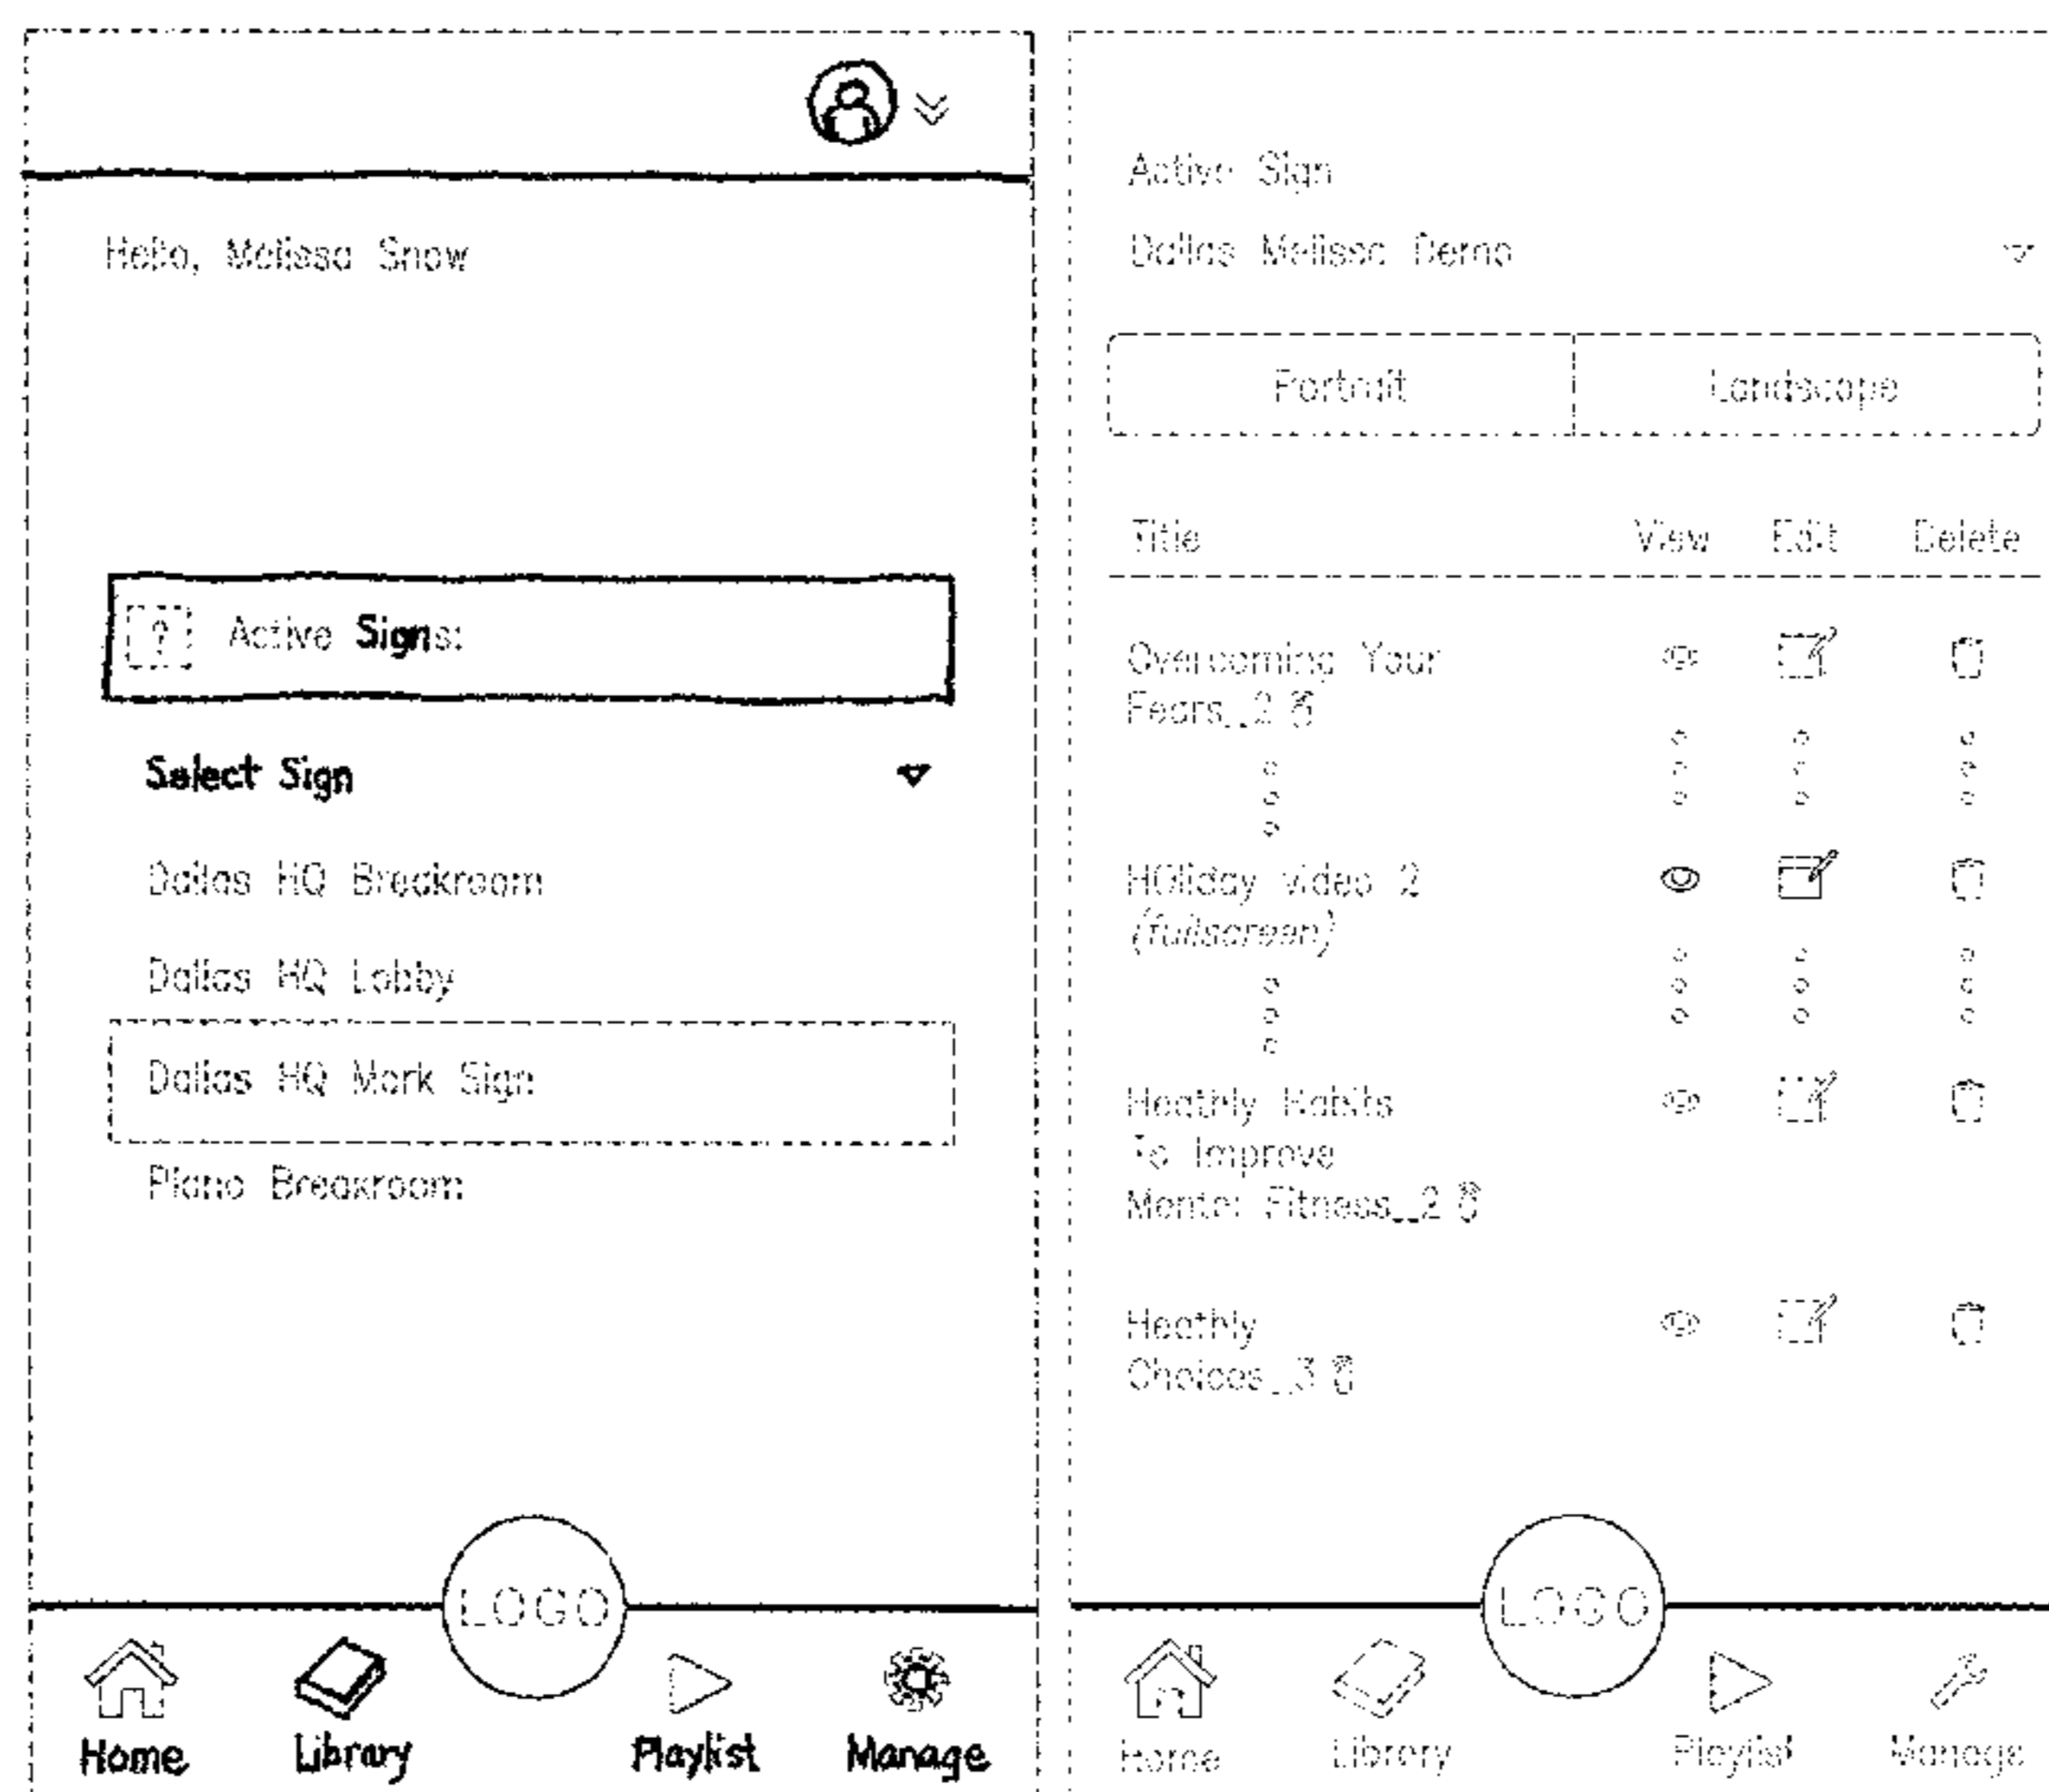 Hello, Melissa Snow
? Active Signs:
Select Sign
Dallas HQ Breakroom
Dallas HQ Lobby
Dallas HQ Mark Sign
Plano Breakroom
LOGO
Home Library Playlist Manage
Active Sign
Dallas Melissa Demo
Portrait Landscape
Title View Edit Delete
Overcoming Your
Fears_2
HOliday video 2
(fullscreen)
Heathly Habits
To Improve
Mental Fitness_2
Heathly
Choices_3
LOGO
Home Library Playlist Manage